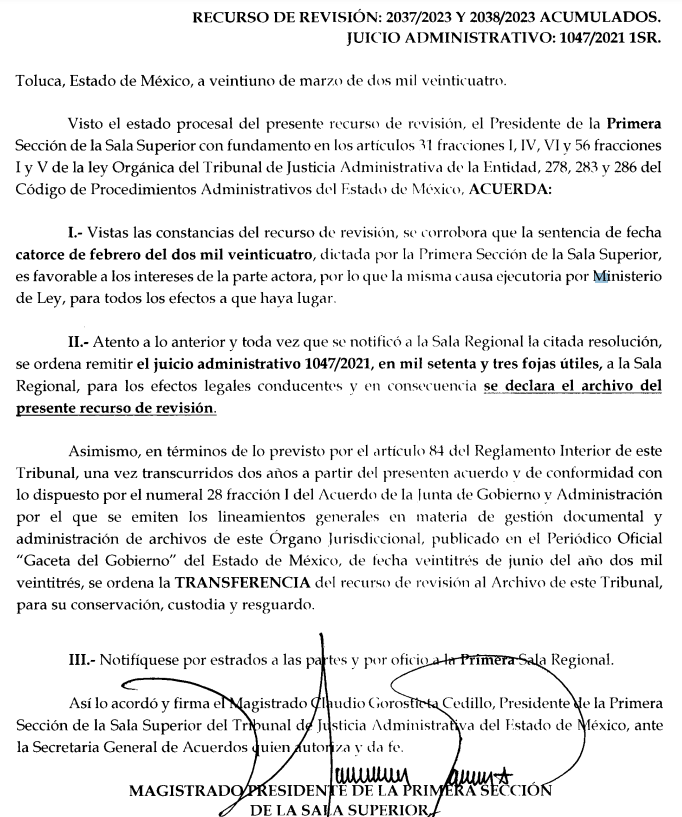 RECURSO DE REVISIÓN: 2037/2023 Y 2038/2023 ACUMULADOS.
JUICIO ADMINISTRATIVO: 1047/2021 1SR.
Toluca, Estado de México, a veintiuno de marzo de dos mil veinticuatro.
Visto el estado procesal del presente recurso de revisión, el Presidente de la Primera
Sección de la Sala Superior con fundamento en los artículos 31 fracciones I, IV, VI y 56 fracciones
I y V de la ley Orgánica del Tribunal de Justicia Administrativa de la Entidad, 278, 283 y 286 del
Código de Procedimientos Administrativos del Estado de México, ACUERDA:
I.- Vistas las constancias del recurso de revisión, se corrobora que la sentencia de fecha
catorce de febrero del dos mil veinticuatro, dictada por la Primera Sección de la Sala Superior,
es favorable a los intereses de la parte actora, por lo que la misma causa ejecutoria por Ministerio
de Ley, para todos los efectos a que haya lugar.
II.- Atento a lo anterior y toda vez que se notificó a la Sala Regional la citada resolución,
se ordena remitir el juicio administrativo 1047/2021, en mil setenta y tres fojas útiles, a la Sala
Regional, para los efectos legales conducentes y en consecuencia se declara el archivo del
presente recurso de revisión.
Asimismo, en términos de lo previsto por el artículo 84 del Reglamento Interior de este
Tribunal, una vez transcurridos dos años a partir del presenten acuerdo y de conformidad con
lo dispuesto por el numeral 28 fracción I del Acuerdo de la Junta de Gobierno y Administración
por el que se emiten los lineamientos generales en materia de gestión documental y
administración de archivos de este Órgano Jurisdiccional, publicado en el Periódico Oficial
“Gaceta del Gobierno” del Estado de México, de fecha veintitrés de junio del año dos mil
veintitrés, se ordena la TRANSFERENCIA del recurso de revisión al Archivo de este Tribunal,
para su conservación, custodia y resguardo.
III.- Notifíquese por estrados a las partes y por oficio a la Primera Sala Regional.
Así lo acordó y firma el Magistrado Claudio Gorostieta Cedillo, Presidente de la Primera
Sección de la Sala Superior del Tribunal de Justicia Administrativa del Estado de México, ante
la Secretaria General de Acuerdos quien autoriza y da fe.
MAGISTRADO PRESIDENTE DE LA PRIMERA SECCIÓN
DE LA SALA SUPERIOR